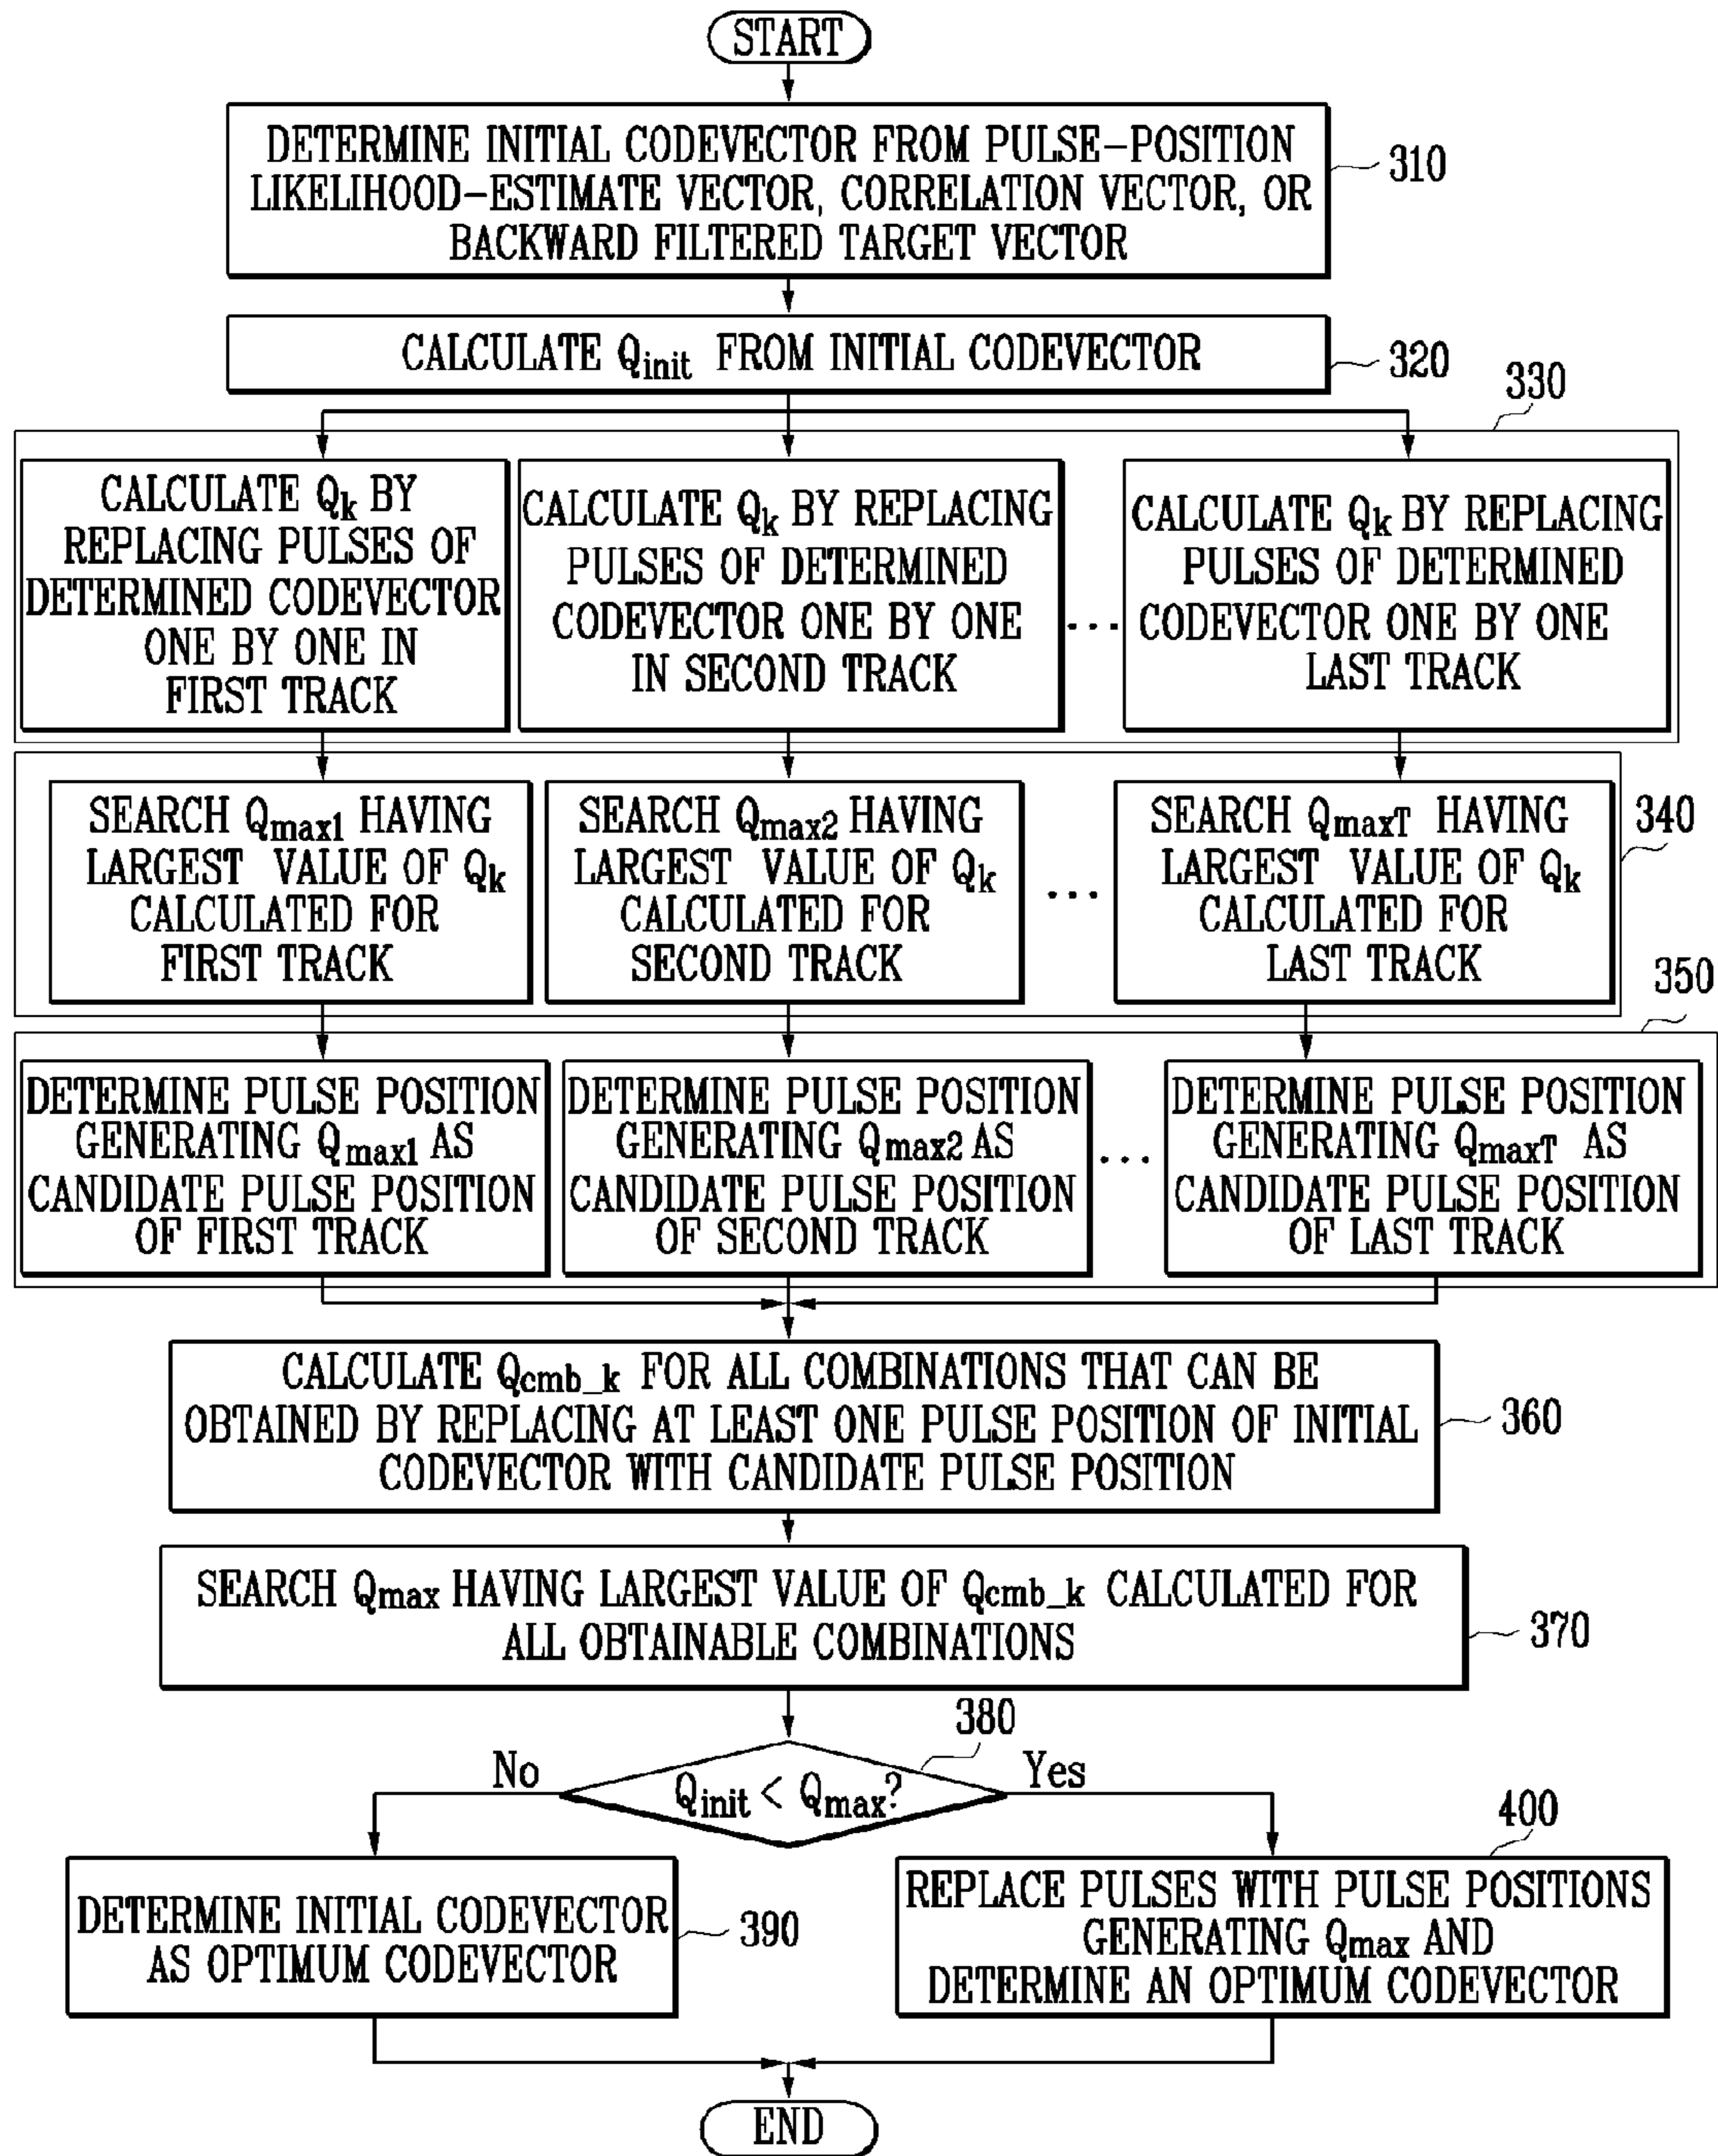 START
DETERMINE INITIAL CODEVECTOR FROM PULSE-POSITION
LIKELIHOOD-ESTIMATE VECTOR, CORRELATION VECTOR, OR
BACKWARD FILTERED TARGET VECTOR
310
CALCULATE Qinit FROM INITIAL CODEVECTOR
320
330
CALCULATE Qk BY
REPLACING PULSES OF
DETERMINED CODEVECTOR
ONE BY ONE IN
FIRST TRACK
CALCULATE Qk BY REPLACING
PULSES OF DETERMINED
CODEVECTOR ONE BY ONE
IN SECOND TRACK
...
CALCULATE Qk BY REPLACING
PULSES OF DETERMINED
CODEVECTOR ONE BY ONE
LAST TRACK
SEARCH Qmax1 HAVING
LARGEST VALUE OF Qk
CALCULATED FOR
FIRST TRACK
SEARCH Qmax2 HAVING
LARGEST VALUE OF Qk
CALCULATED FOR
SECOND TRACK
...
SEARCH QmaxT HAVING
LARGEST VALUE OF Qk
CALCULATED FOR
LAST TRACK
340
350
DETERMINE PULSE POSITION
GENERATING Qmax1 AS
CANDIDATE PULSE POSITION
OF FIRST TRACK
DETERMINE PULSE POSITION
GENERATING Qmax2 AS
CANDIDATE PULSE POSITION
OF SECOND TRACK
...
DETERMINE PULSE POSITION
GENERATING QmaxT AS
CANDIDATE PULSE POSITION
OF LAST TRACK
CALCULATE Qcmb_k FOR ALL COMBINATIONS THAT CAN BE
OBTAINED BY REPLACING AT LEAST ONE PULSE POSITION OF INITIAL
CODEVECTOR WITH CANDIDATE PULSE POSITION
360
SEARCH Qmax HAVING LARGEST VALUE OF Qcmb_k CALCULATED FOR
ALL OBTAINABLE COMBINATIONS
370
380
No
Qinit < Qmax?
Yes
400
DETERMINE INITIAL CODEVECTOR
AS OPTIMUM CODEVECTOR
390
REPLACE PULSES WITH PULSE POSITIONS
GENERATING Qmax AND
DETERMINE AN OPTIMUM CODEVECTOR
END